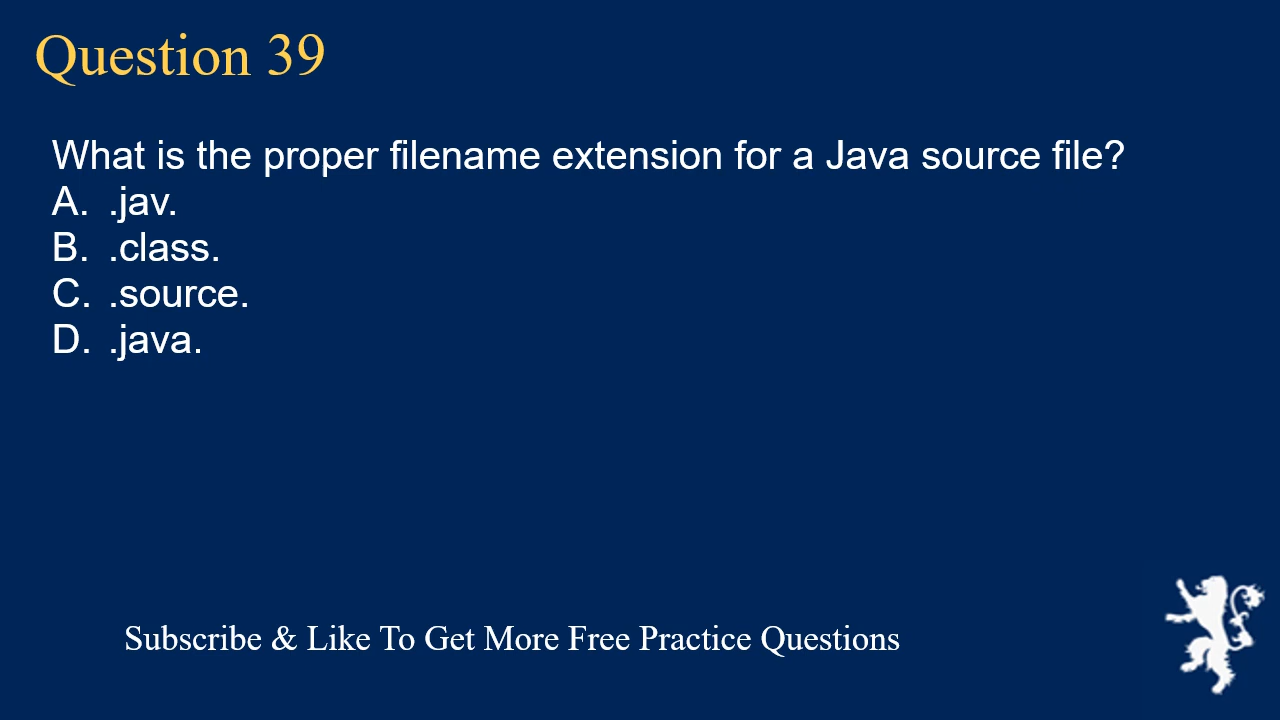 Question 39
What is the proper filename extension for a Java source file?
A. .jav.
B. .class.
C. .source.
D. .java.
Subscribe & Like To Get More Free Practice Questions